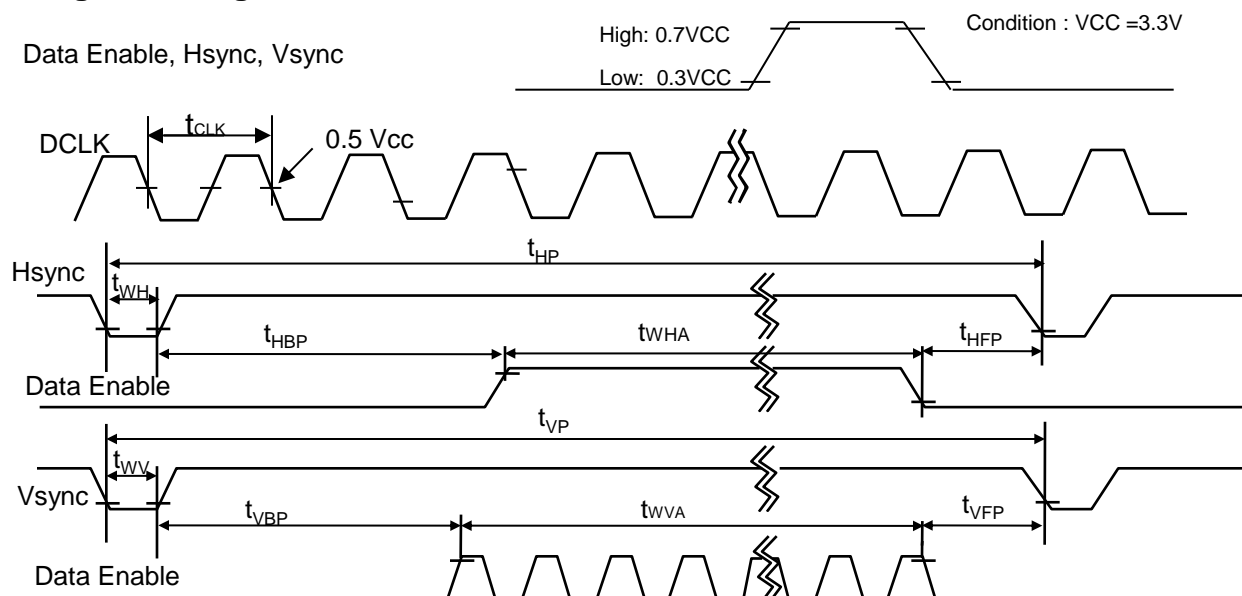 High: 0.7VCC
Condition : VCC =3.3V
Data Enable, Hsync, Vsync
Low: 0.3VCC
tCLK
DCLK
0.5 Vcc
tHP
Hsync
tWH
tHBP
tWHA
tHFP
Data Enable
tVP
tWV
Vsync
tVBP
tWVA
tVFP
Data Enable